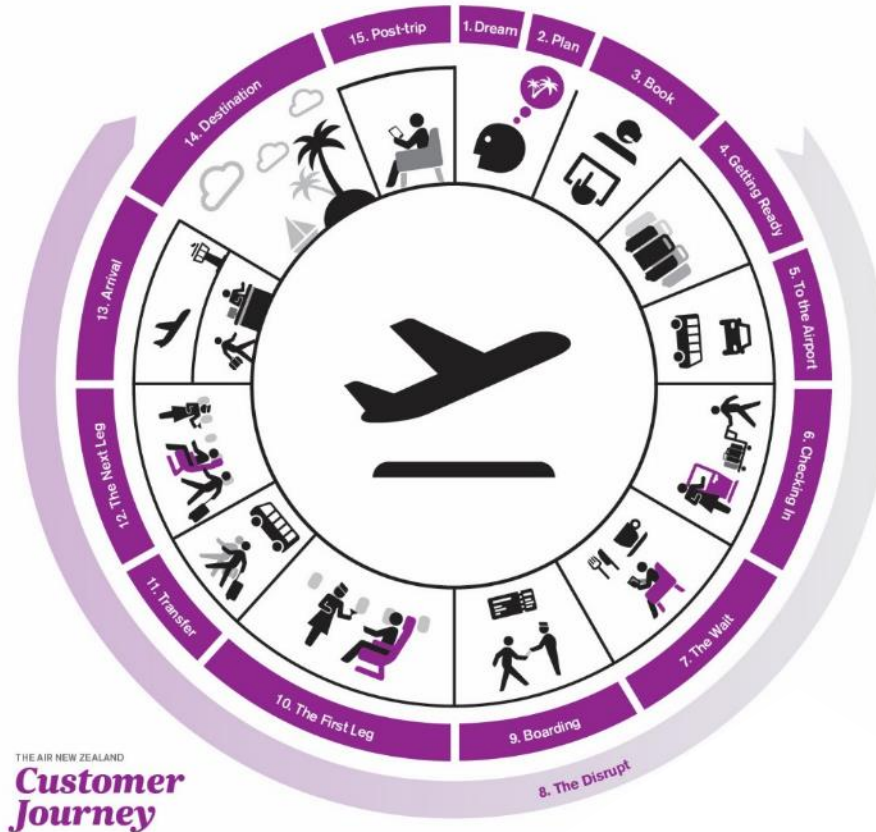 1. Dream
2. Plan
3. Book
4. Getting Ready
5. To the Airport
6. Checking In
7. The Wait
8. The Disrupt
9. Boarding
10. The First Leg
11. Transfer
12. The Next Leg
13. Arrival
14. Destination
15. Post-trip
THE AIR NEW ZEALAND
Customer
Journey